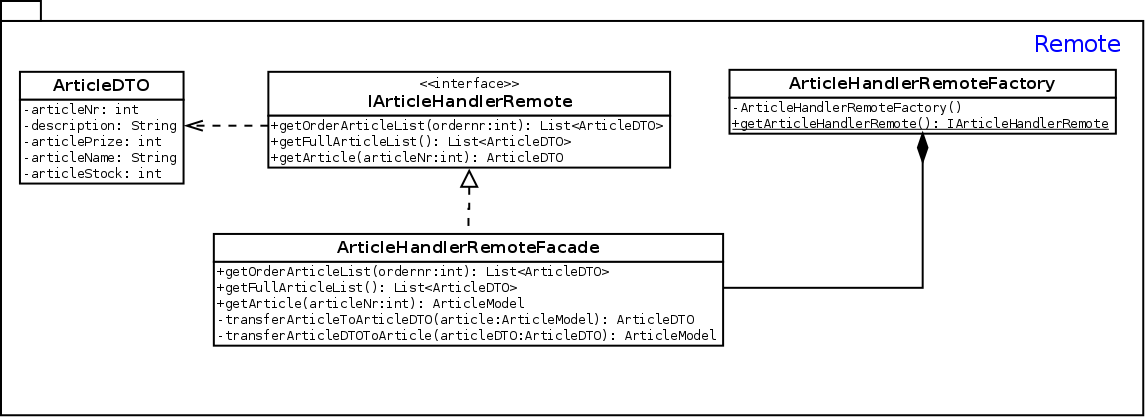 Remote
ArticleDTO
-articleNr: int
-description: String
-articlePrize: int
-articleName: String
-articleStock: int
<<interface>>
IArticleHandlerRemote
+getOrderArticleList(ordernr:int): List<ArticleDTO>
+getFullArticleList(): List<ArticleDTO>
+getArticle(articleNr:int): ArticleDTO
ArticleHandlerRemoteFactory
-ArticleHandlerRemoteFactory()
+getArticleHandlerRemote(): IArticleHandlerRemote
ArticleHandlerRemoteFacade
+getOrderArticleList(ordernr:int): List<ArticleDTO>
+getFullArticleList(): List<ArticleDTO>
+getArticle(articleNr:int): ArticleModel
-transferArticleToArticleDTO(article:ArticleModel): ArticleDTO
-transferArticleDTOToArticle(articleDTO:ArticleDTO): ArticleModel